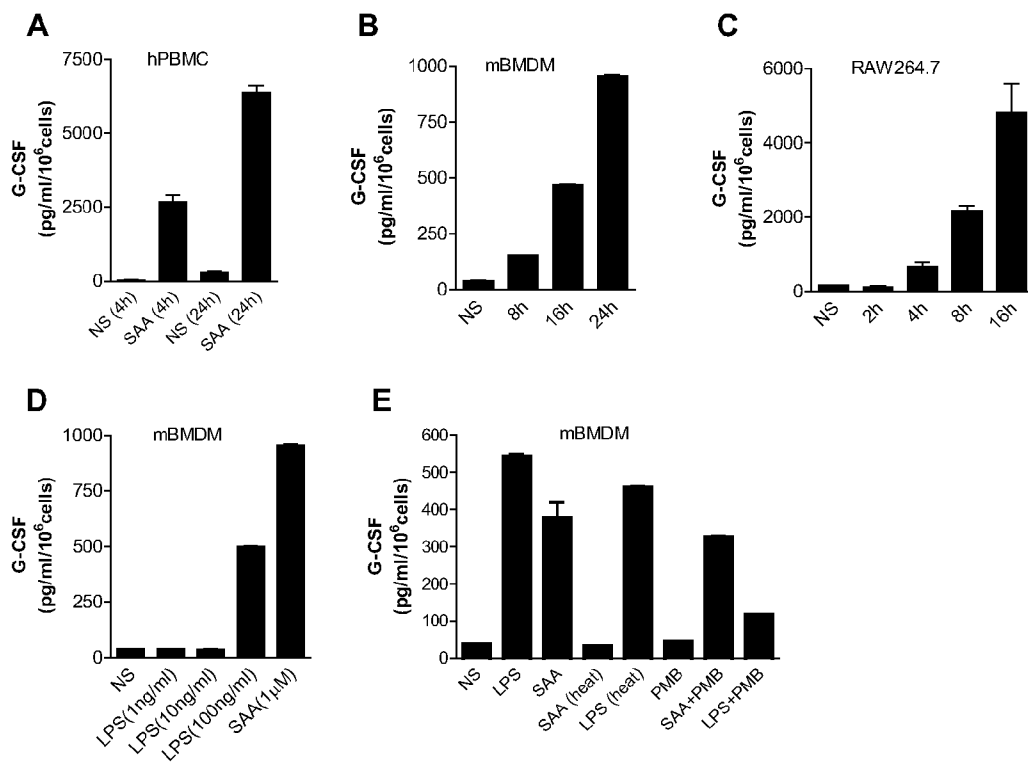 A
hPBMC
G-CSF
(pg/ml/10⁶cells)
7500
5000
2500
0
NS (4h)
SAA (4h)
NS (24h)
SAA (24h)
B
mBMDM
G-CSF
(pg/ml/10⁶cells)
1000
750
500
250
0
NS
8h
16h
24h
C
RAW264.7
G-CSF
(pg/ml/10⁶cells)
6000
4000
2000
0
NS
2h
4h
8h
16h
D
mBMDM
G-CSF
(pg/ml/10⁶cells)
1000
750
500
250
0
NS
LPS(1ng/ml)
LPS(10ng/ml)
LPS(100ng/ml)
SAA(1μM)
E
mBMDM
G-CSF
(pg/ml/10⁶cells)
600
500
400
300
200
100
0
NS
LPS
SAA
SAA (heat)
LPS (heat)
PMB
SAA+PMB
LPS+PMB